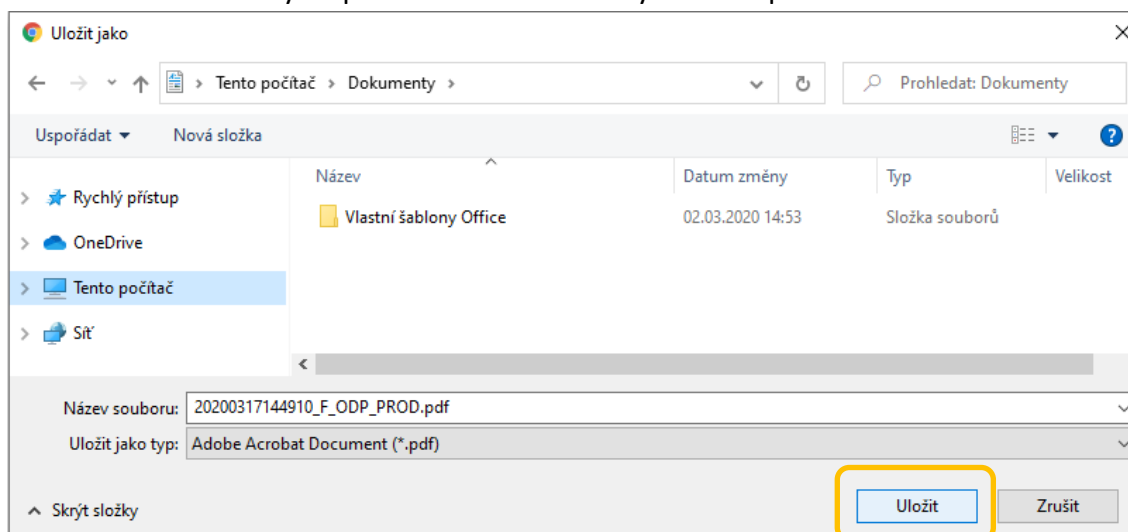 Uložit jako
Tento počítač › Dokumenty ›
Prohledat: Dokumenty
Uspořádat
Nová složka
Název
Datum změny
Typ
Velikost
Rychlý přístup
Vlastní šablony Office
02.03.2020 14:53
Složka souborů
OneDrive
Tento počítač
Síť
Název souboru: 20200317144910_F_ODP_PROD.pdf
Uložit jako typ: Adobe Acrobat Document (*.pdf)
Skrýt složky
Uložit
Zrušit